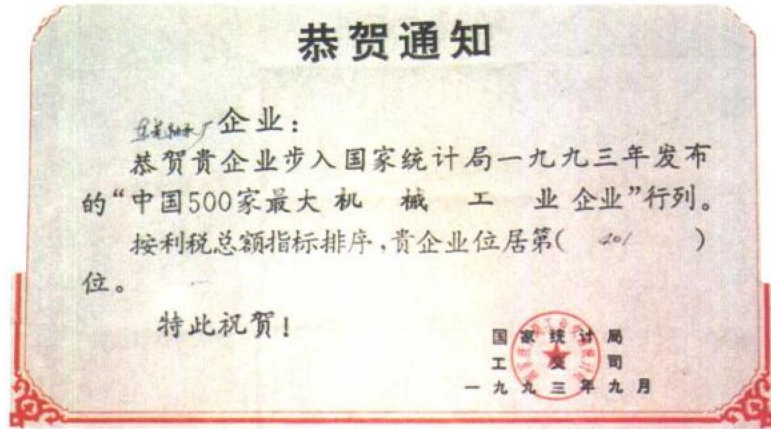 恭贺通知
轴承厂企业：
恭贺贵企业步入国家统计局一九九三年发布
的“中国500家最大机械工业企业”行列。
按利税总额指标排序，贵企业位居第（201）
位。
特此祝贺！
国家统计局
工交司
一九九三年九月